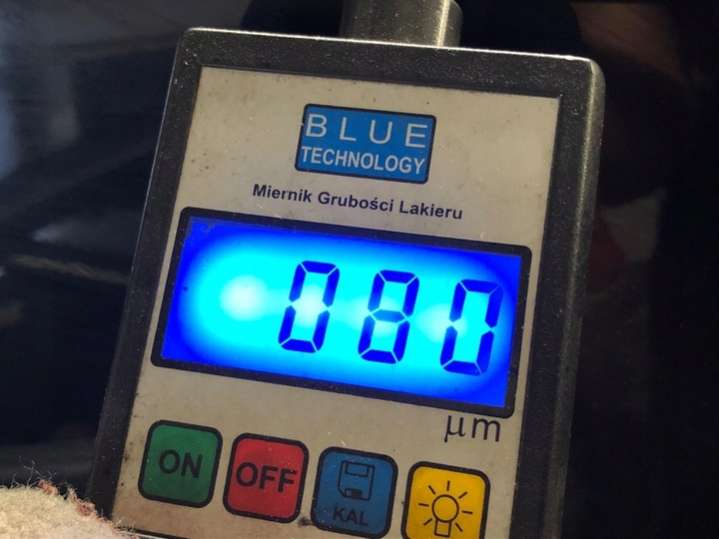 BLUE
TECHNOLOGY
Miernik Grubości Lakieru
080
μm
ON OFF KAL